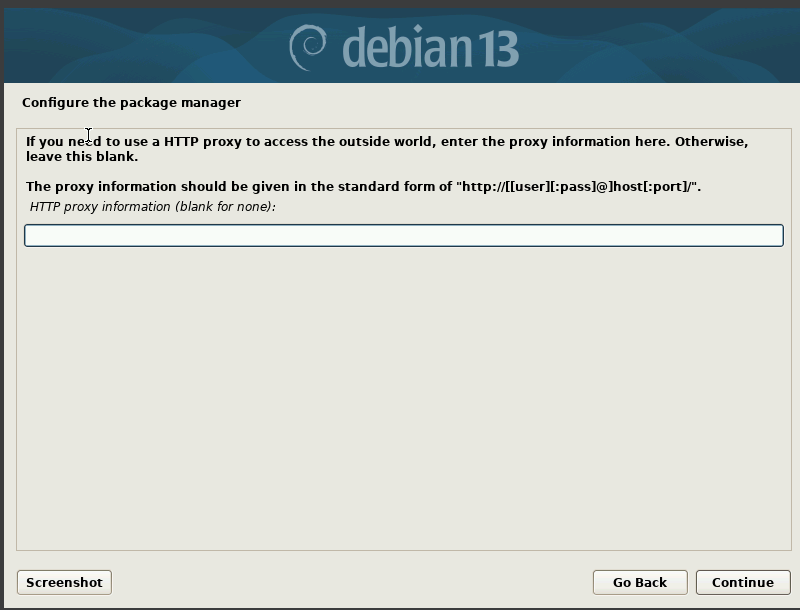 debian 13
Configure the package manager
If you need to use a HTTP proxy to access the outside world, enter the proxy information here. Otherwise,
leave this blank.
The proxy information should be given in the standard form of "http://[[user][:pass]@]host[:port]/".
HTTP proxy information (blank for none):
Screenshot
Go Back
Continue